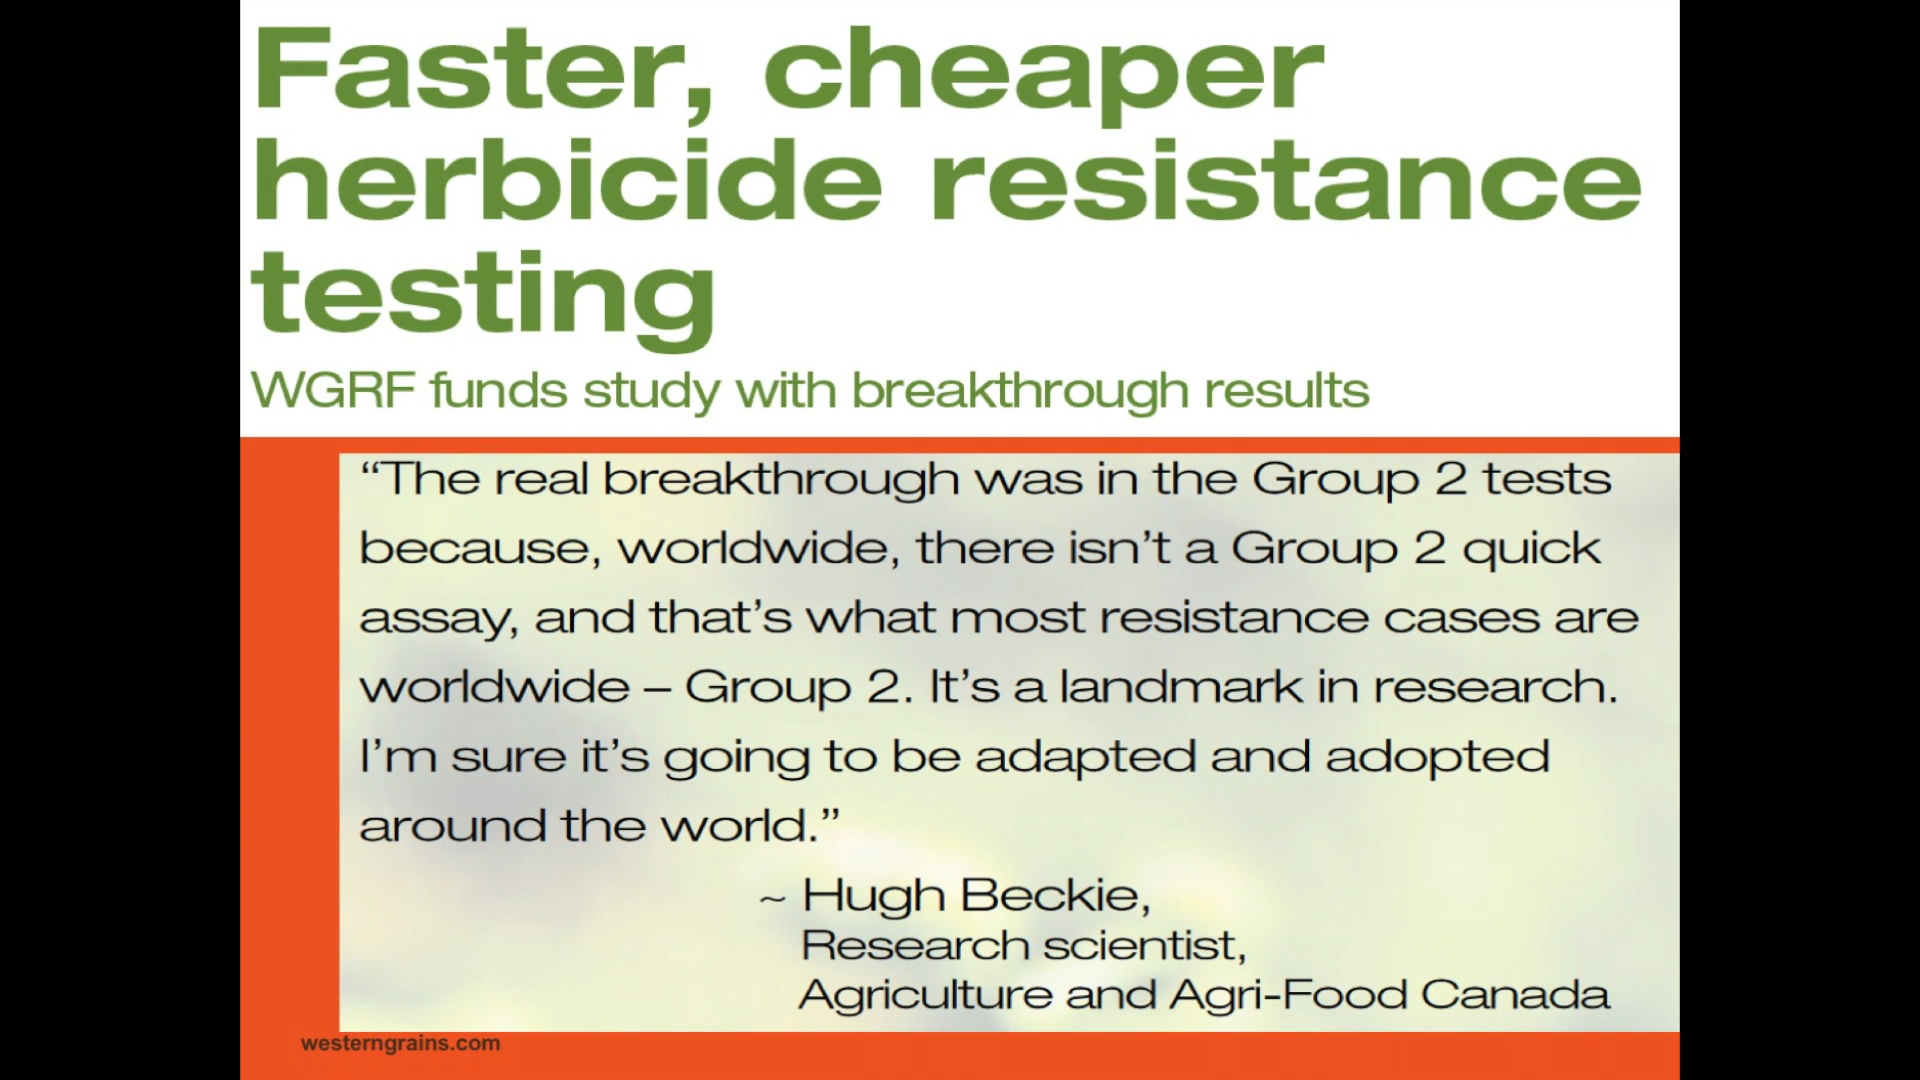 Faster, cheaper
herbicide resistance
testing
WGRF funds study with breakthrough results
“The real breakthrough was in the Group 2 tests
because, worldwide, there isn’t a Group 2 quick
assay, and that’s what most resistance cases are
worldwide – Group 2. It’s a landmark in research.
I’m sure it’s going to be adapted and adopted
around the world.”
~ Hugh Beckie,
Research scientist,
Agriculture and Agri-Food Canada
westerngrains.com